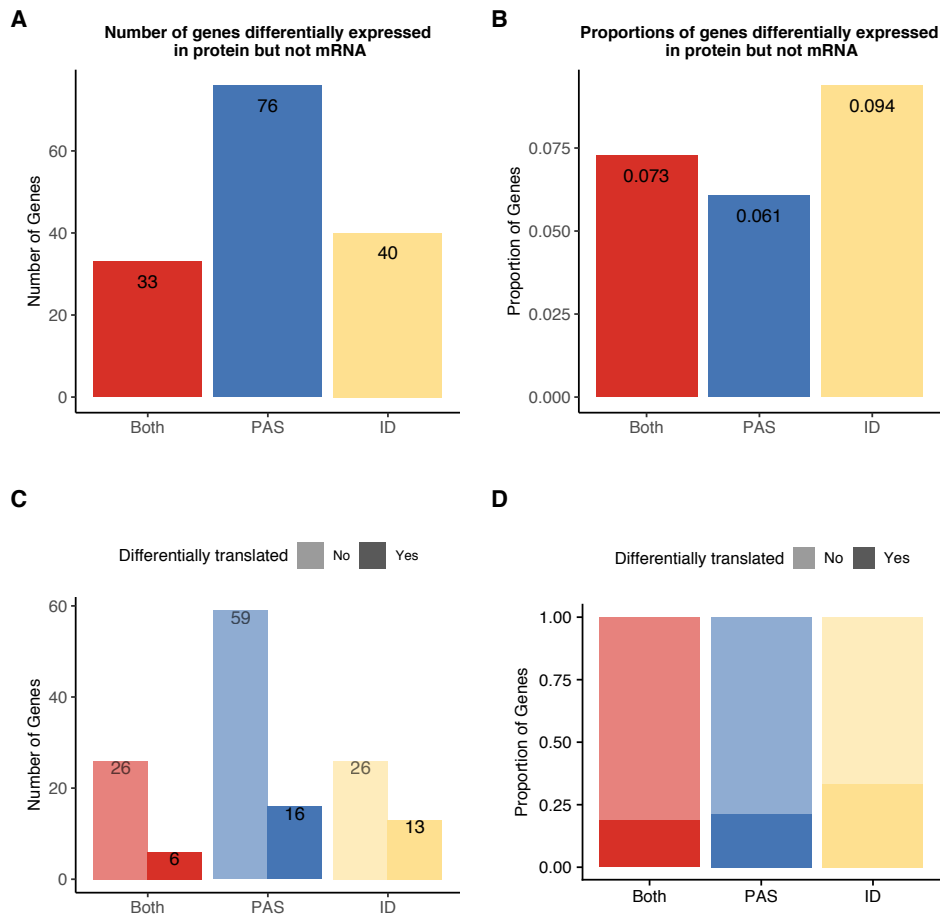 A
Number of genes differentially expressed
in protein but not mRNA
Number of Genes
60
40
20
0
76
40
33
Both
PAS
ID
B
Proportions of genes differentially expressed
in protein but not mRNA
Proportion of Genes
0.075
0.050
0.025
0.000
0.094
0.073
0.061
Both
PAS
ID
C
Differentially translated No Yes
Number of Genes
60
40
20
0
59
26
26
16
13
6
Both
PAS
ID
D
Differentially translated No Yes
Proportion of Genes
1.00
0.75
0.50
0.25
0.00
Both
PAS
ID